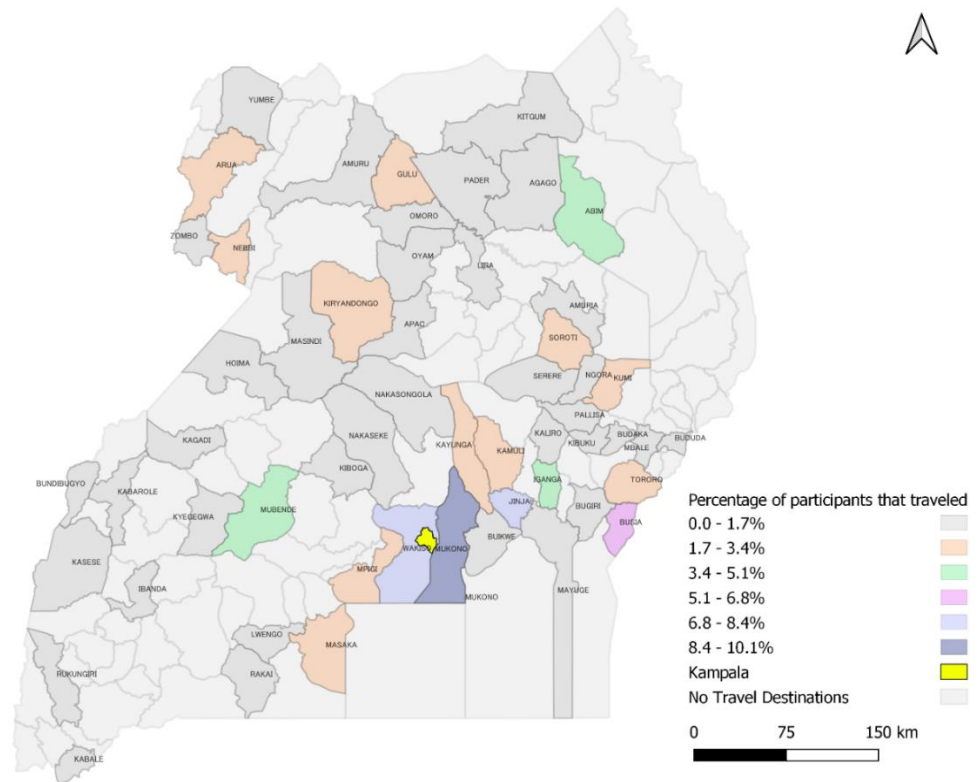 YUMBE
KITGUM
ARUA
AMURU
GULU
PADER
AGAGO
ABIM
OMORO
ZOMBO
NEBBI
OYAM
LIRA
KIRYANDONGO
AMURIA
APAC
MASINDI
SOROTI
HOIMA
SERERE
NGORA
KUMI
NAKASONGOLA
PALLISA
KAGADI
NAKASEKE
KAYUNGA
KAMULI
KALIRO
BUDAKA
BUDUDA
KIBUKU
MBALE
BUNDIBUGYO
KABAROLE
KIBOGA
IGANGA
TORORO
KYEGEGWA
MUBENDE
JINJA
BUGIRI
BUSIA
KASESE
WAKISO
MUKONO
BUIKWE
MPIGI
IBANDA
MUKONO
MAYUGE
LWENGO
MASAKA
RUKUNGIRI
RAKAI
KABALE
Percentage of participants that traveled
0.0 - 1.7%
1.7 - 3.4%
3.4 - 5.1%
5.1 - 6.8%
6.8 - 8.4%
8.4 - 10.1%
Kampala
No Travel Destinations
0 75 150 km